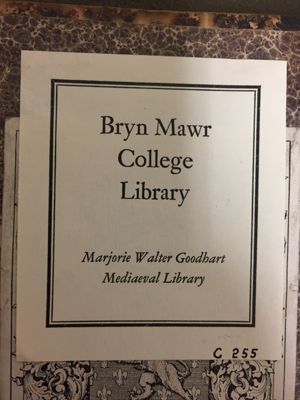 Bryn Mawr
College
Library
Marjorie Walter Goodhart
Mediaeval Library
C 255